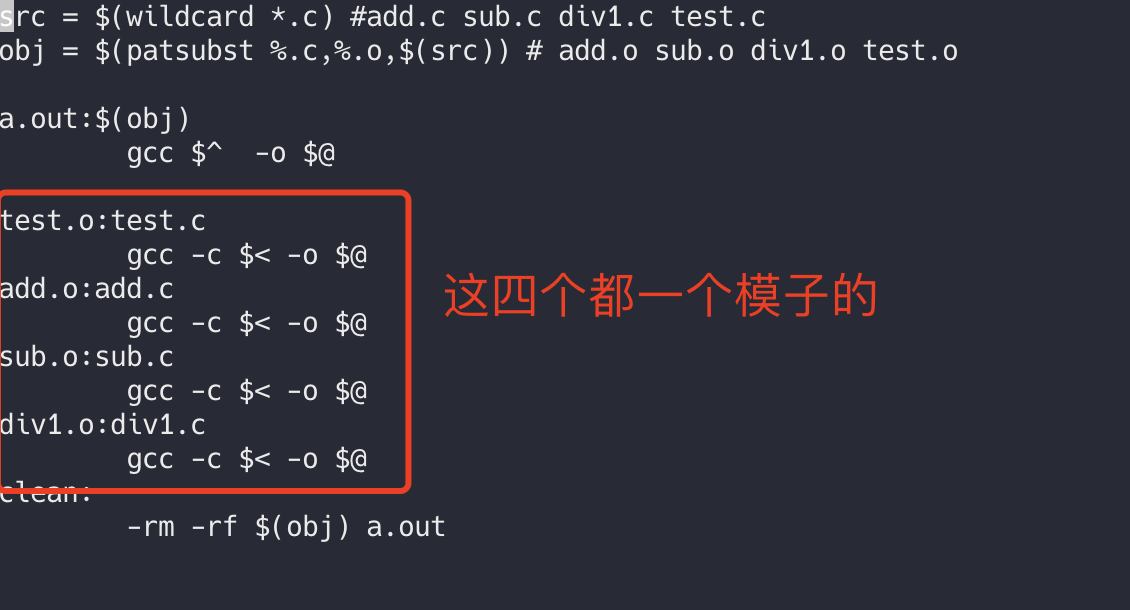 src = $(wildcard *.c) #add.c sub.c div1.c test.c
obj = $(patsubst %.c,%.o,$(src)) # add.o sub.o div1.o test.o
a.out:$(obj)
gcc $^  -o $@
test.o:test.c
gcc -c $< -o $@
add.o:add.c
gcc -c $< -o $@
sub.o:sub.c
gcc -c $< -o $@
div1.o:div1.c
gcc -c $< -o $@
clean:
-rm -rf $(obj) a.out
这四个都一个模子的